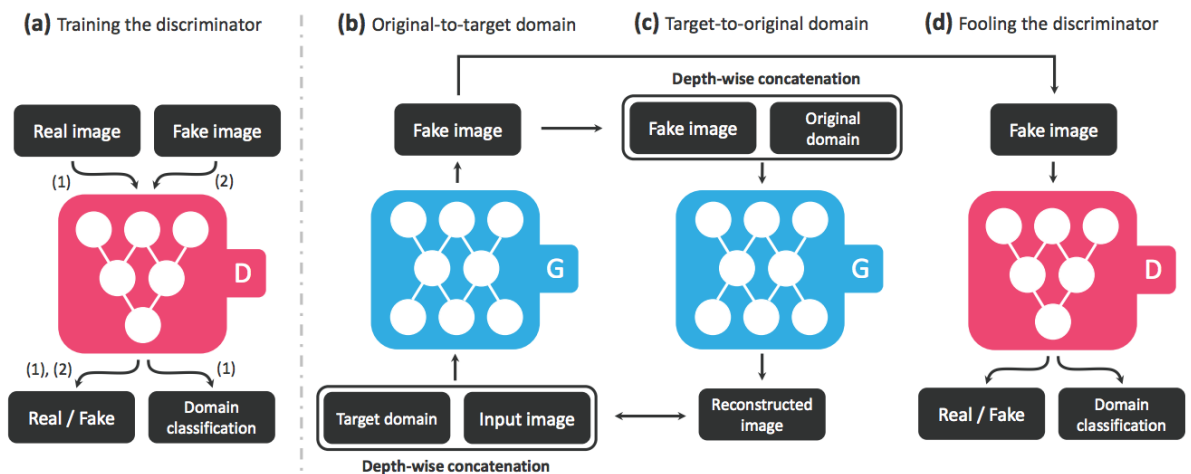 (a) Training the discriminator
(b) Original-to-target domain
(c) Target-to-original domain
(d) Fooling the discriminator
Real image
Fake image
(1)
(2)
D
(1), (2)
(1)
Real / Fake
Domain
classification
Fake image
G
Target domain
Input image
Depth-wise concatenation
Depth-wise concatenation
Fake image
Original
domain
G
Reconstructed
image
Fake image
D
Real / Fake
Domain
classification